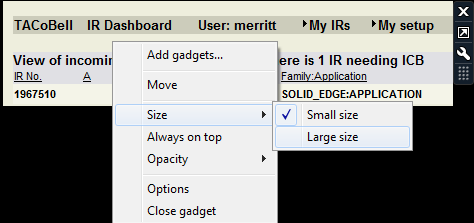 TACoBell IR Dashboard User: merritt My IRs My setup
View of incomin ere is 1 IR needing ICB
IR No. A Family:Application
1967510 SOLID_EDGE:APPLICATION
Add gadgets...
Move
Size
Small size
Large size
Always on top
Opacity
Options
Close gadget